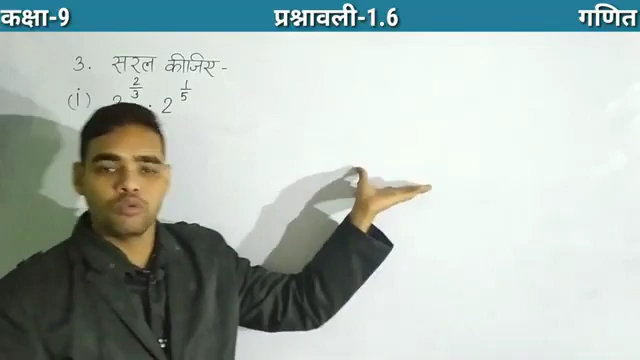 कक्षा-9 प्रश्नावली-1.6 गणित
3. सरल कीजिए-
(i) 2^{2/3} · 2^{1/5}